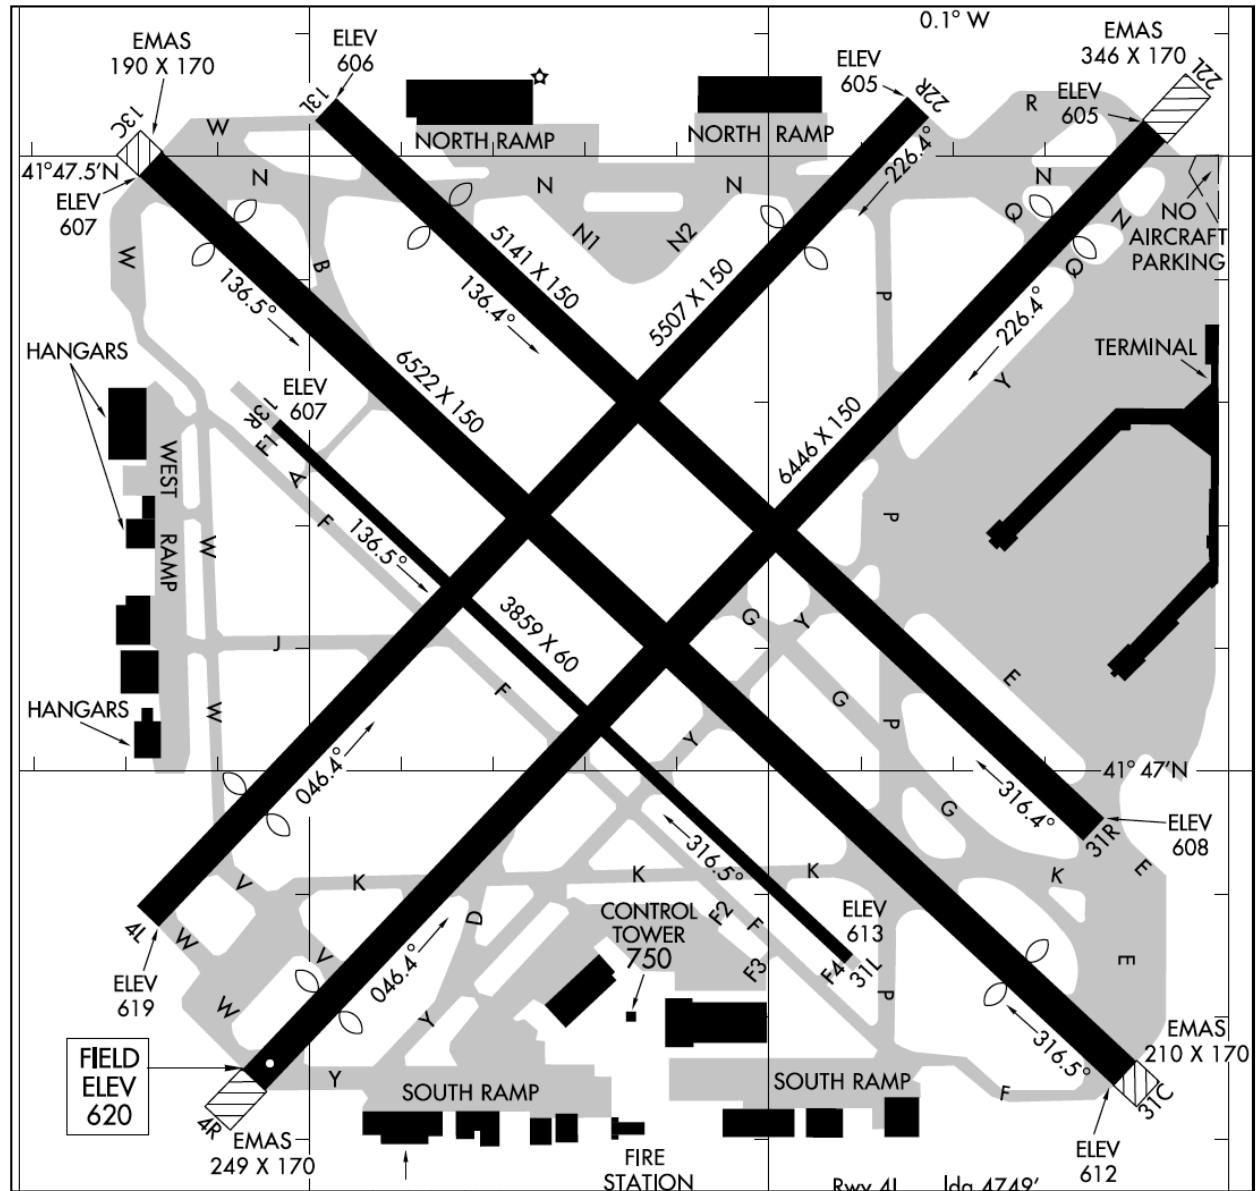 0.1° W
EMAS
190 X 170
ELEV
606
ELEV
605
EMAS
346 X 170
ELEV
605
13C
13L
22R
22L
W
R
NORTH RAMP
NORTH RAMP
41°47.5'N
ELEV
607
N
N
N
N
Q
Q
N
NO
AIRCRAFT
PARKING
226.4°
W
B
N1
N2
136.5°
5141 X 150
136.4°
5507 X 150
P
226.4°
HANGARS
TERMINAL
Y
6522 X 150
ELEV
607
13R
F1
A
F
WEST
RAMP
6446 X 150
P
W
136.5°
3859 X 60
J
G
Y
E
F
G
P
W
Y
HANGARS
046.4°
41° 47'N
316.4°
G
316.5°
ELEV
608
31R
E
K
V
K
K
K
CONTROL
TOWER
750
F2
F
ELEV
613
D
4L
W
V
F3
F4
31L
E
046.4°
ELEV
619
W
Y
P
316.5°
EMAS
210 X 170
FIELD
ELEV
620
Y
SOUTH RAMP
SOUTH RAMP
F
31C
4R
EMAS
249 X 170
FIRE
STATION
ELEV
612
Rwy 4L ldg 4749'